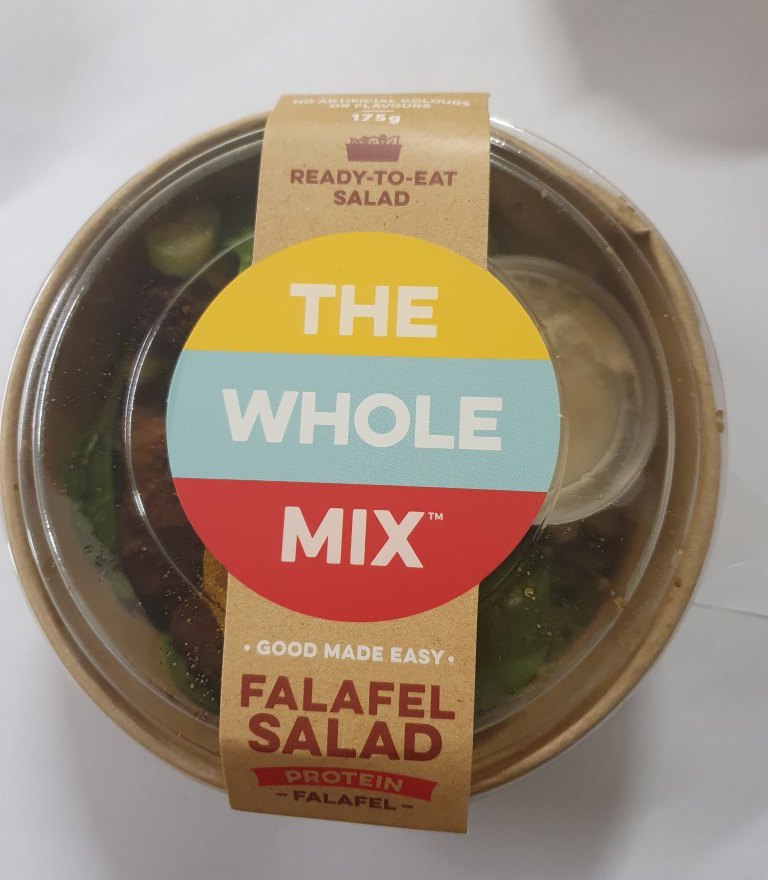 NO ARTIFICIAL COLOURS
OR FLAVOURS
175g
READY-TO-EAT
SALAD
THE
WHOLE
MIX™
• GOOD MADE EASY •
FALAFEL
SALAD
PROTEIN
– FALAFEL –